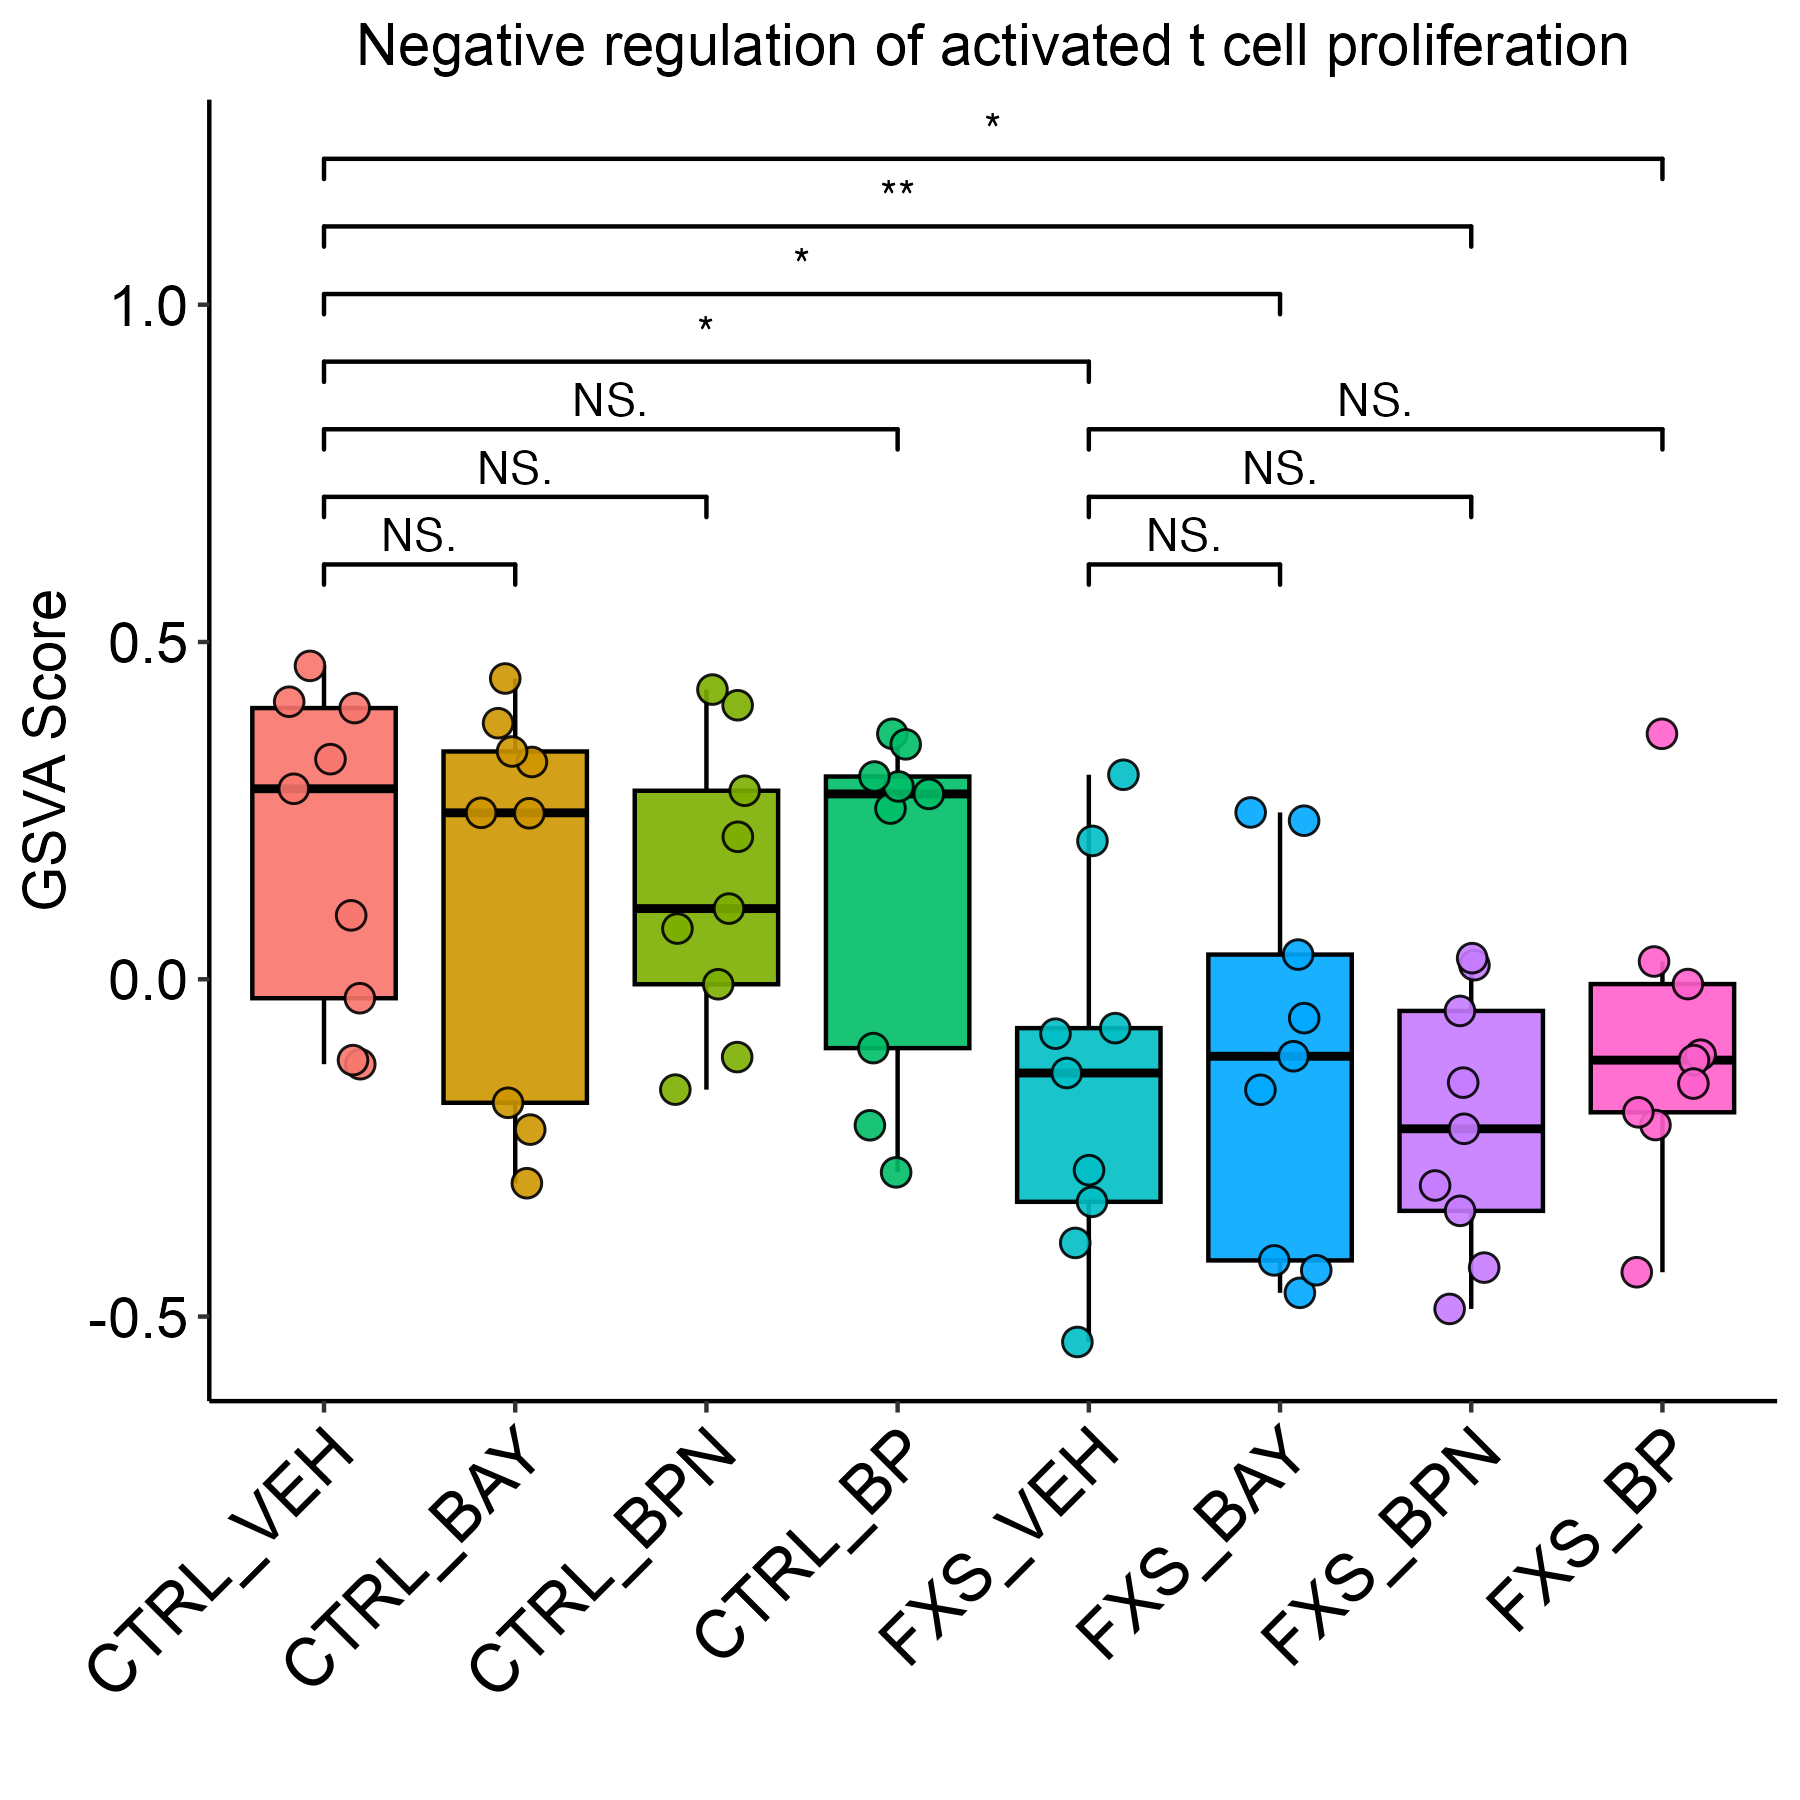 Negative regulation of activated t cell proliferation
*
**
*
*
NS.
NS.
NS.
NS.
NS.
NS.
GSVA Score
1.0
0.5
0.0
-0.5
CTRL_VEH
CTRL_BAY
CTRL_BPN
CTRL_BP
FXS_VEH
FXS_BAY
FXS_BPN
FXS_BP